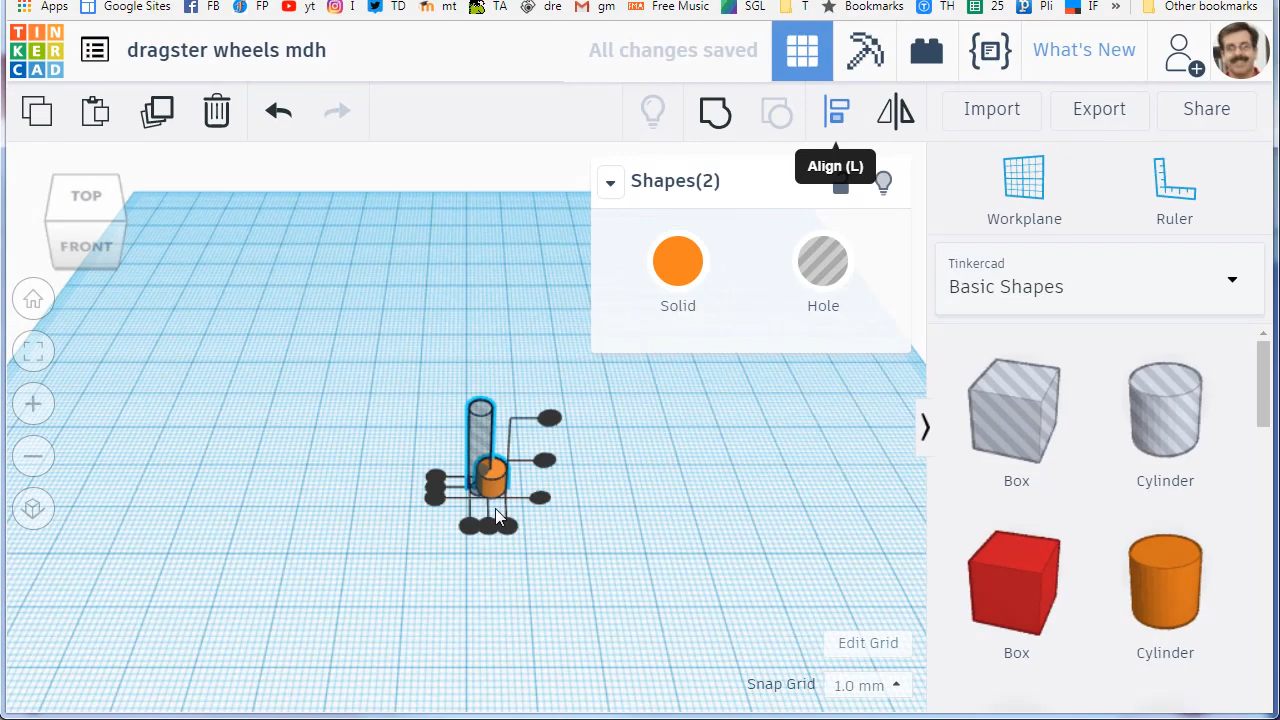 Apps Google Sites FB FP yt I TD mt TA dre gm Free Music SGL T Bookmarks TH 25 Pli IF » Other bookmarks
TIN
KER
CAD
dragster wheels mdh
All changes saved
What's New
Import
Export
Share
Align (L)
TOP
FRONT
Shapes(2)
Solid
Hole
Workplane
Ruler
Tinkercad
Basic Shapes
Box
Cylinder
Box
Cylinder
Edit Grid
Snap Grid 1.0 mm